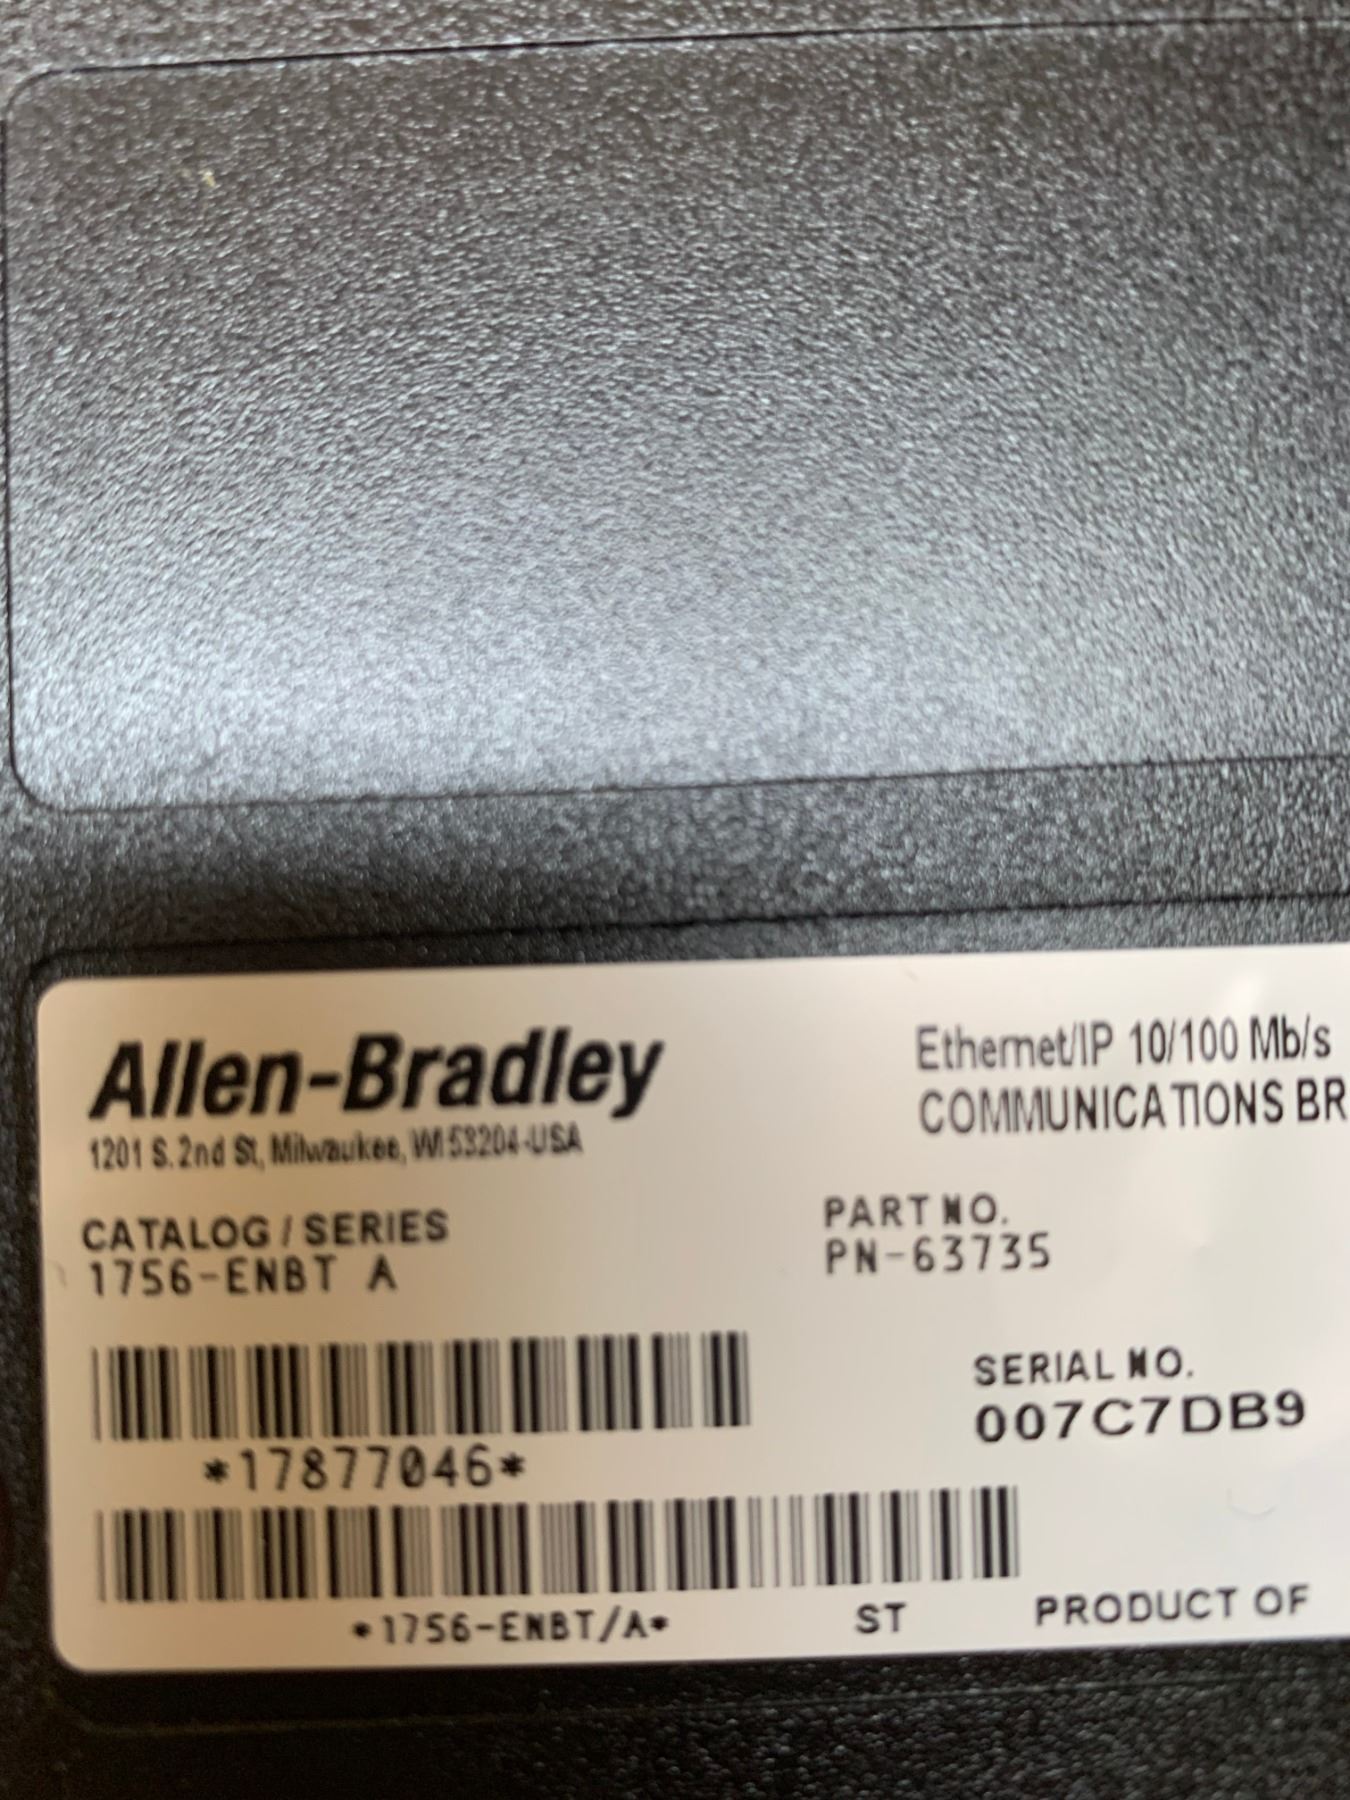 Allen-Bradley
1201 S. 2nd St, Milwaukee, WI 53204-USA
Ethernet/IP 10/100 Mb/s
COMMUNICATIONS BR
CATALOG / SERIES
1756-ENBT A
PART NO.
PN-63735
SERIAL NO.
007C7DB9
*17877046*
*1756-ENBT/A*
ST
PRODUCT OF